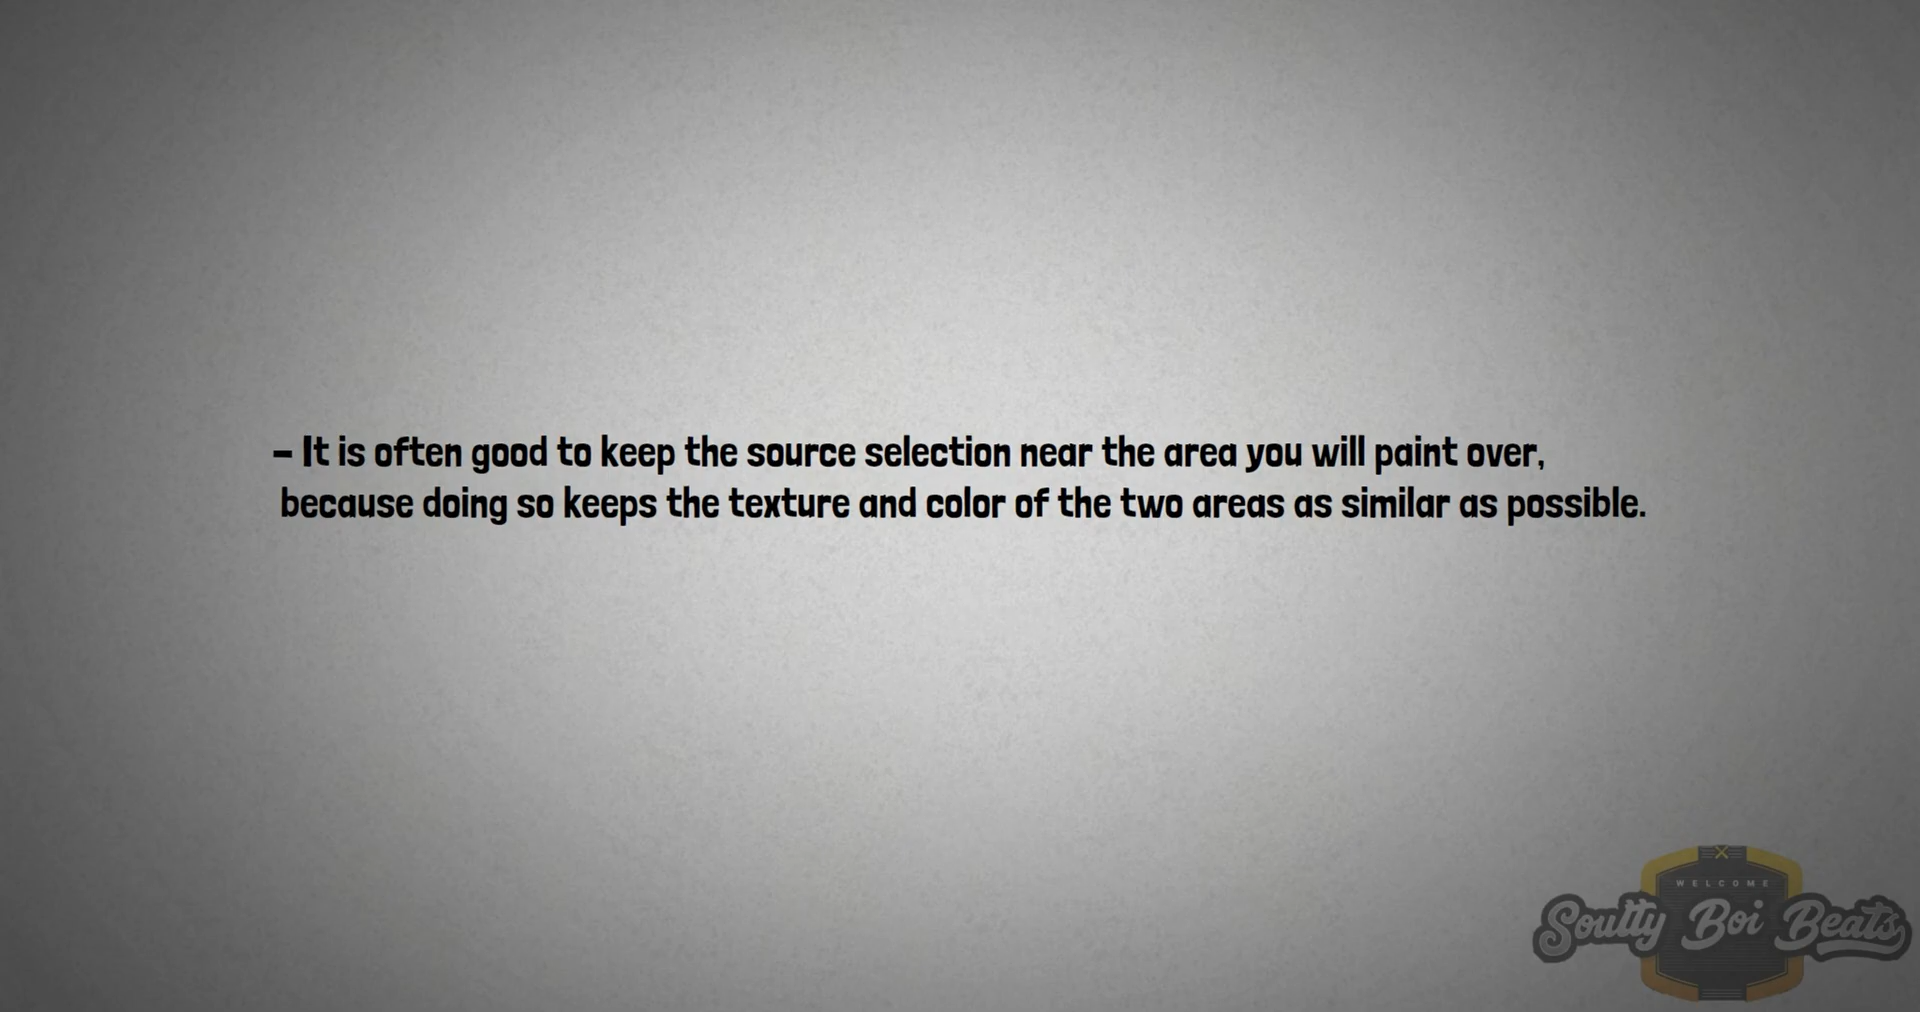 – It is often good to keep the source selection near the area you will paint over,
because doing so keeps the texture and color of the two areas as similar as possible.
WELCOME
Soulty Boi Beats